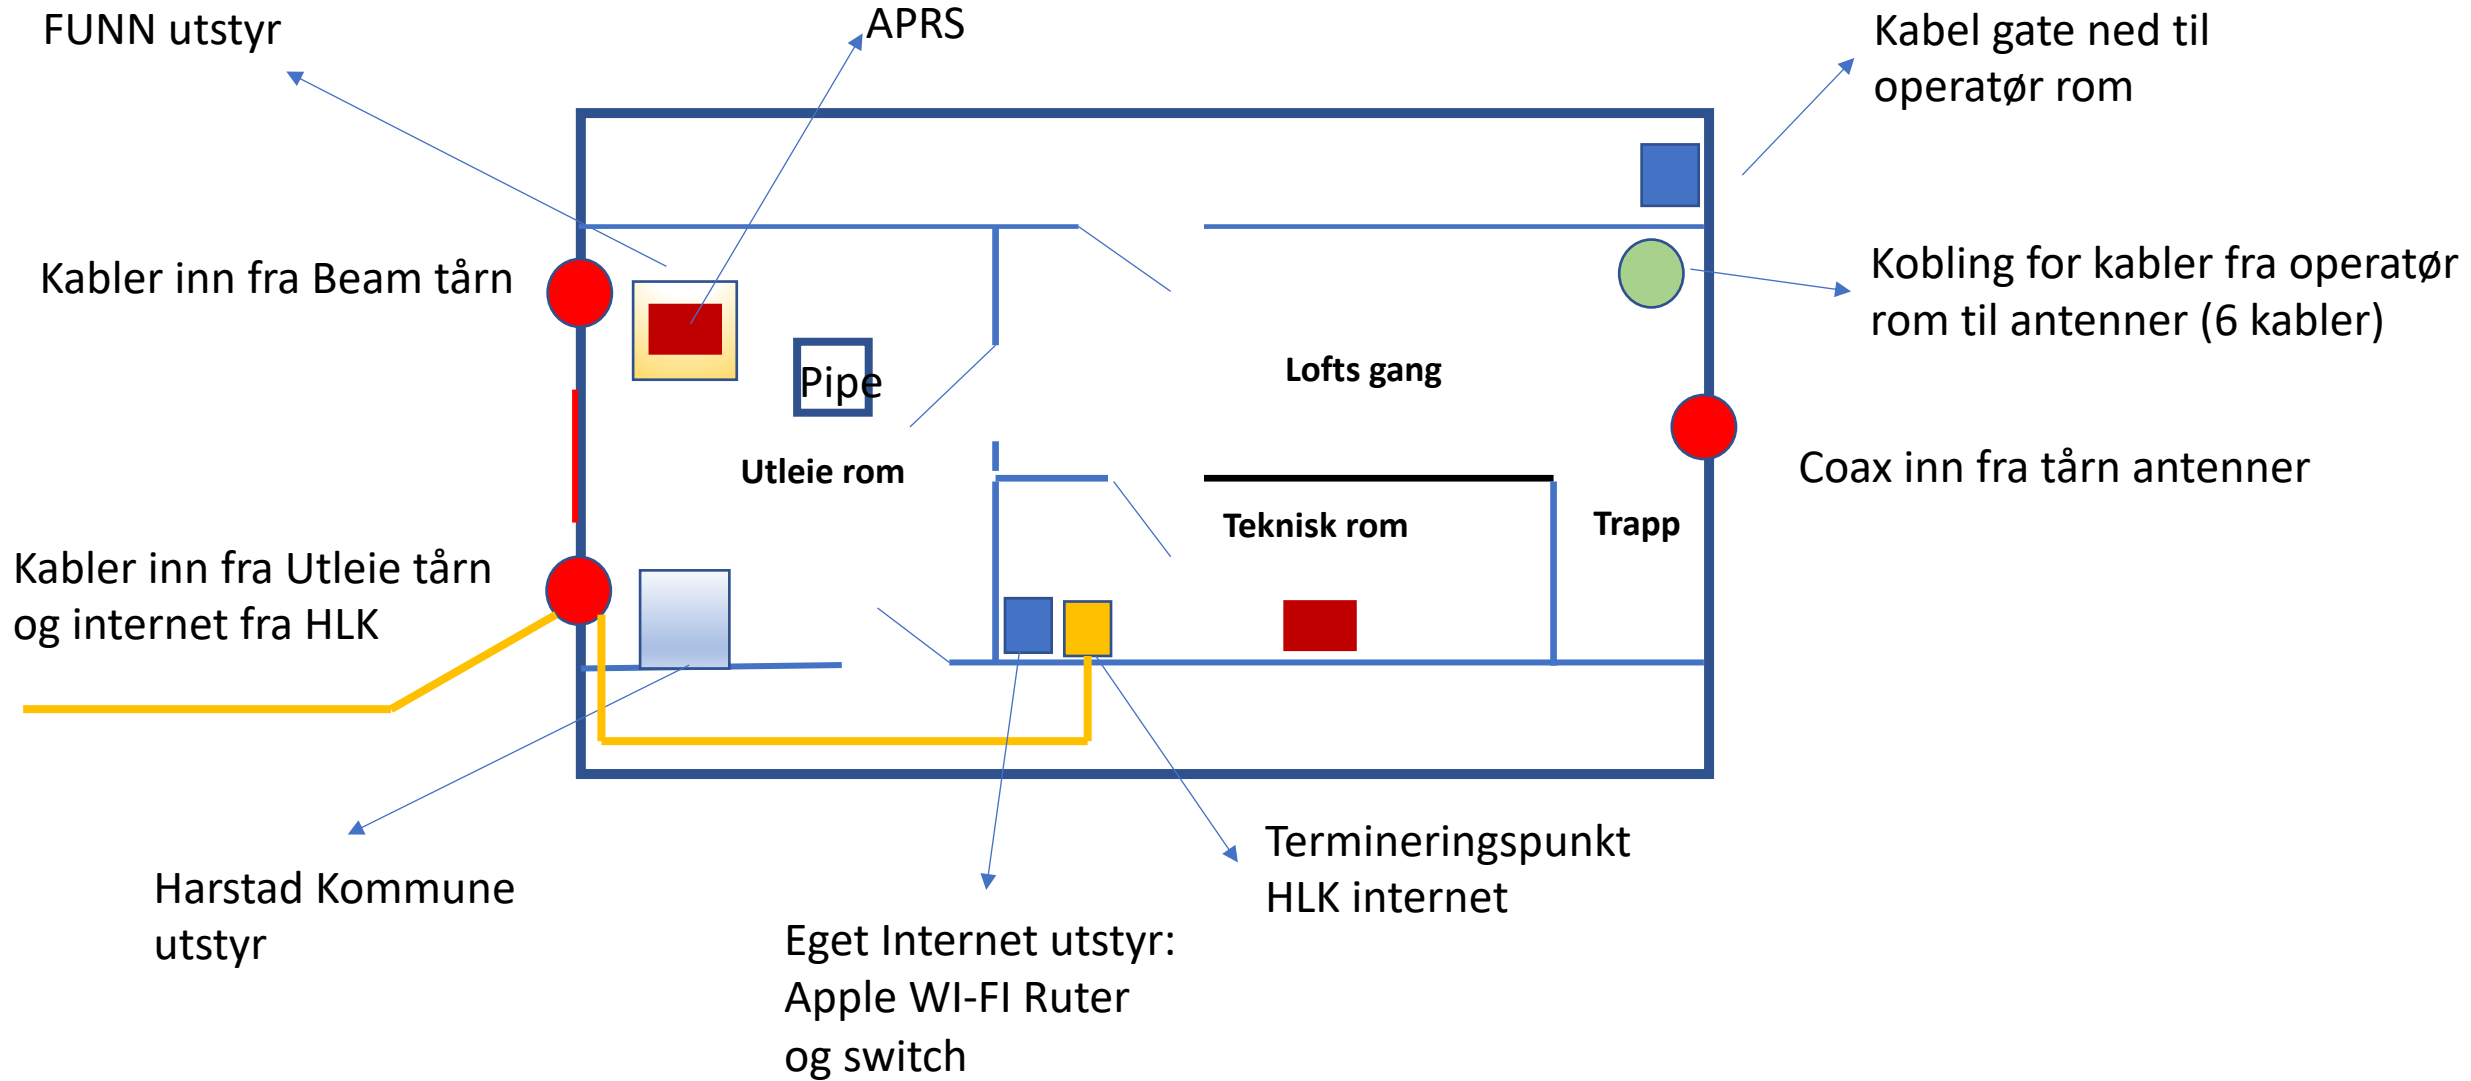 FUNN utstyr
APRS
Kabel gate ned til
operatør rom
Kabler inn fra Beam tårn
Kobling for kabler fra operatør
rom til antenner (6 kabler)
Pipe
Lofts gang
Utleie rom
Coax inn fra tårn antenner
Teknisk rom
Trapp
Kabler inn fra Utleie tårn
og internet fra HLK
Harstad Kommune
utstyr
Termineringspunkt
HLK internet
Eget Internet utstyr:
Apple WI-FI Ruter
og switch